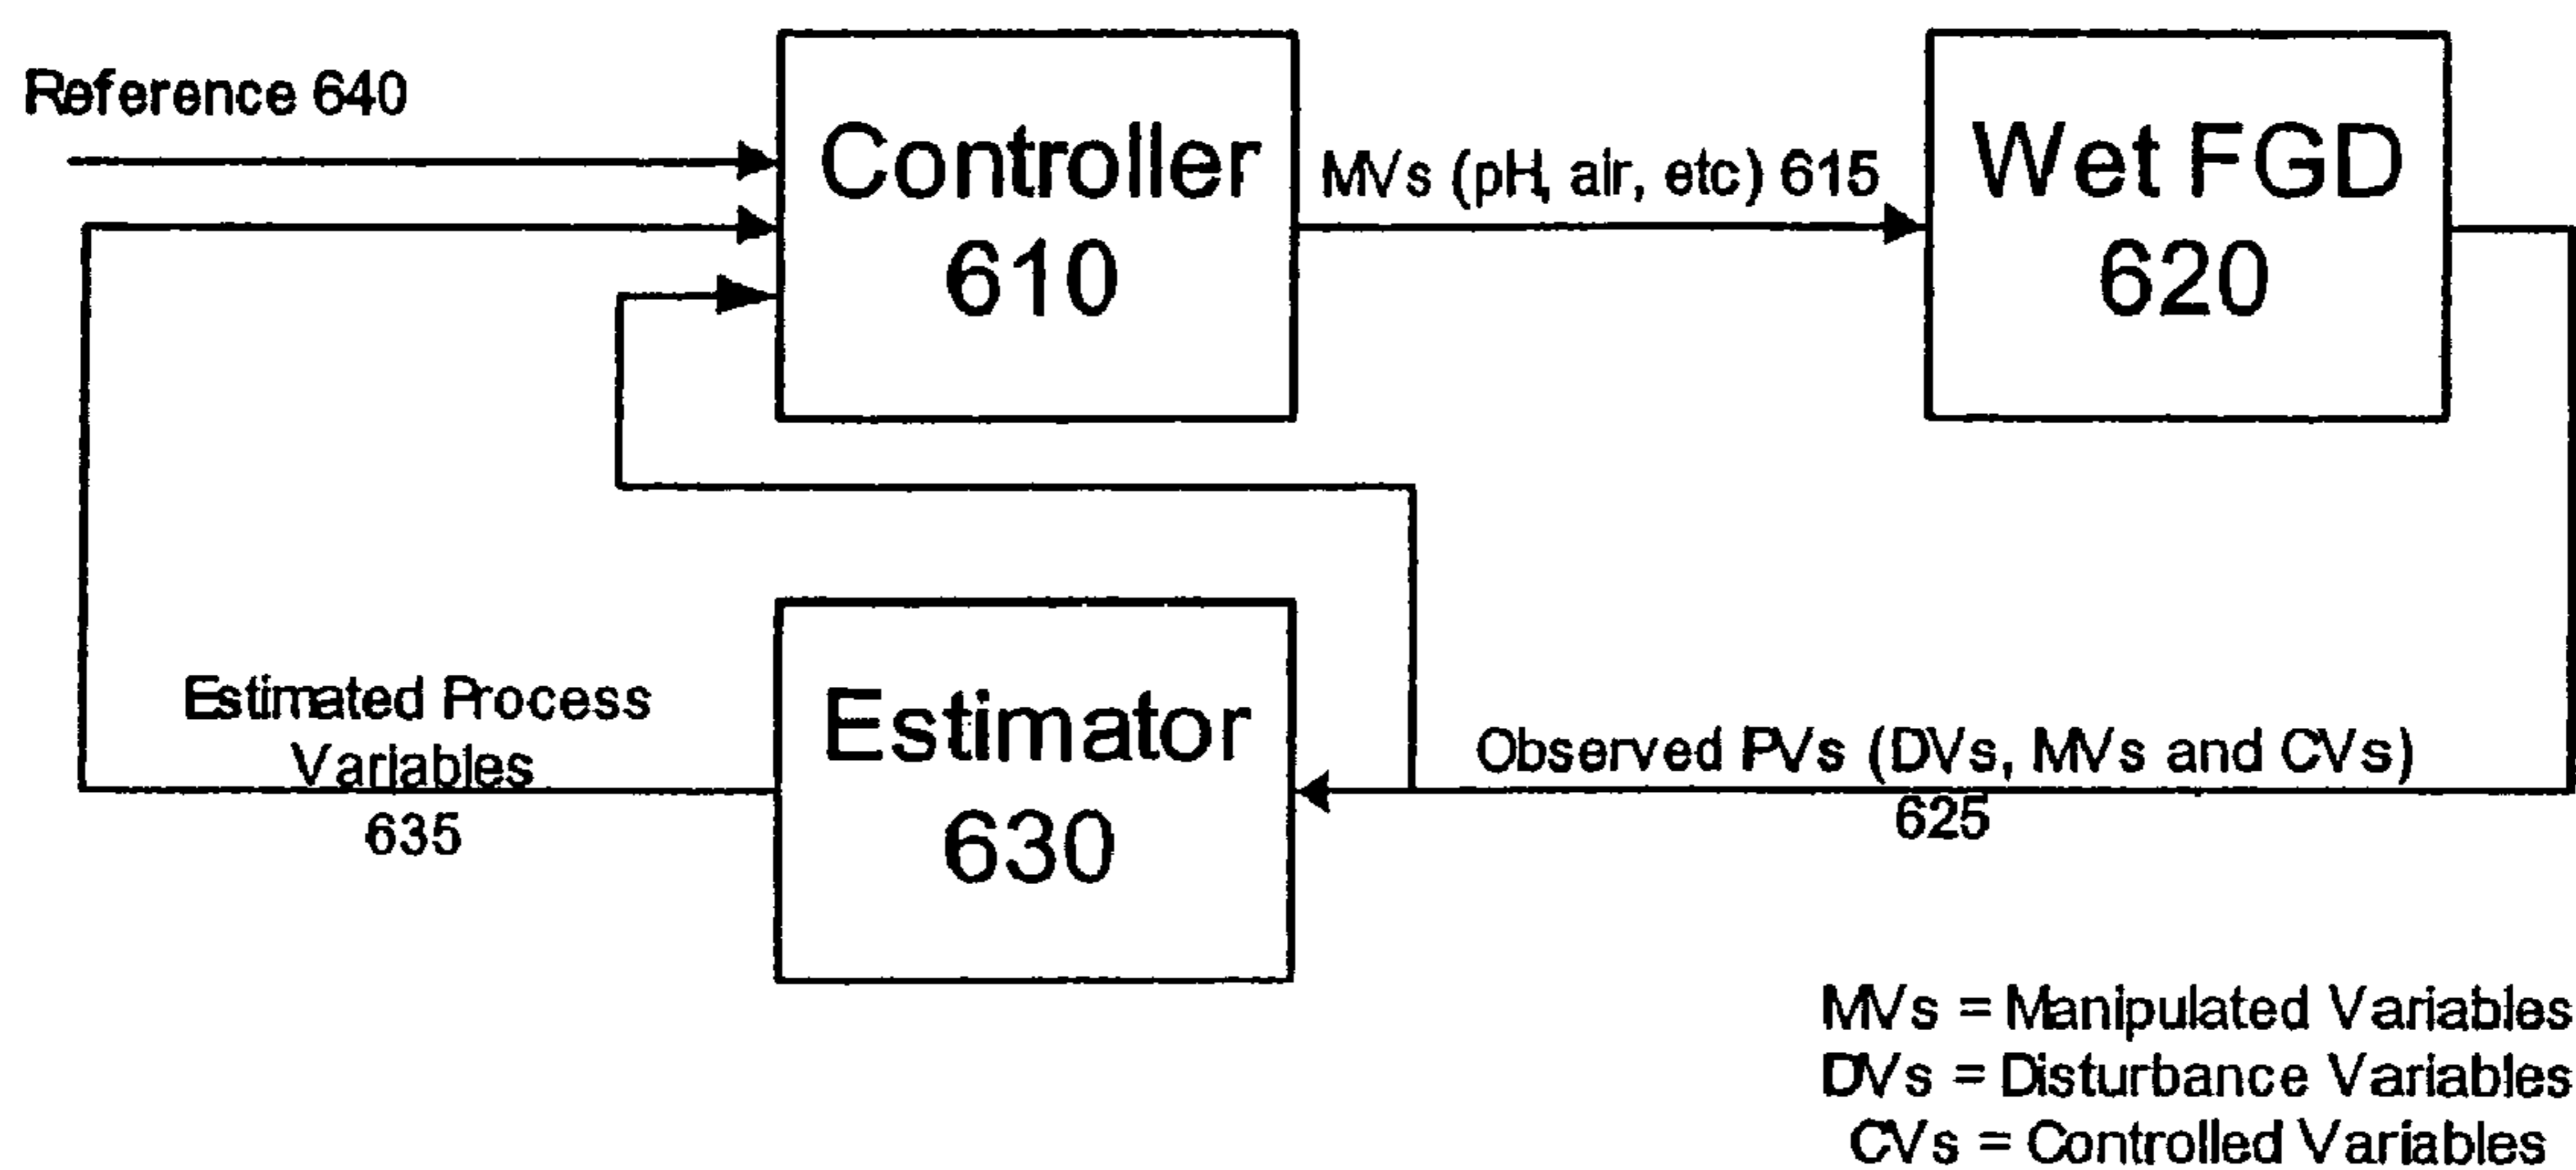 Reference 640
Controller
610
MVs (pH, air, etc) 615
Wet FGD
620
Estimated Process
Variables
635
Estimator
630
Observed PVs (DVs, MVs and CVs)
625
MVs = Manipulated Variables
DVs = Disturbance Variables
CVs = Controlled Variables